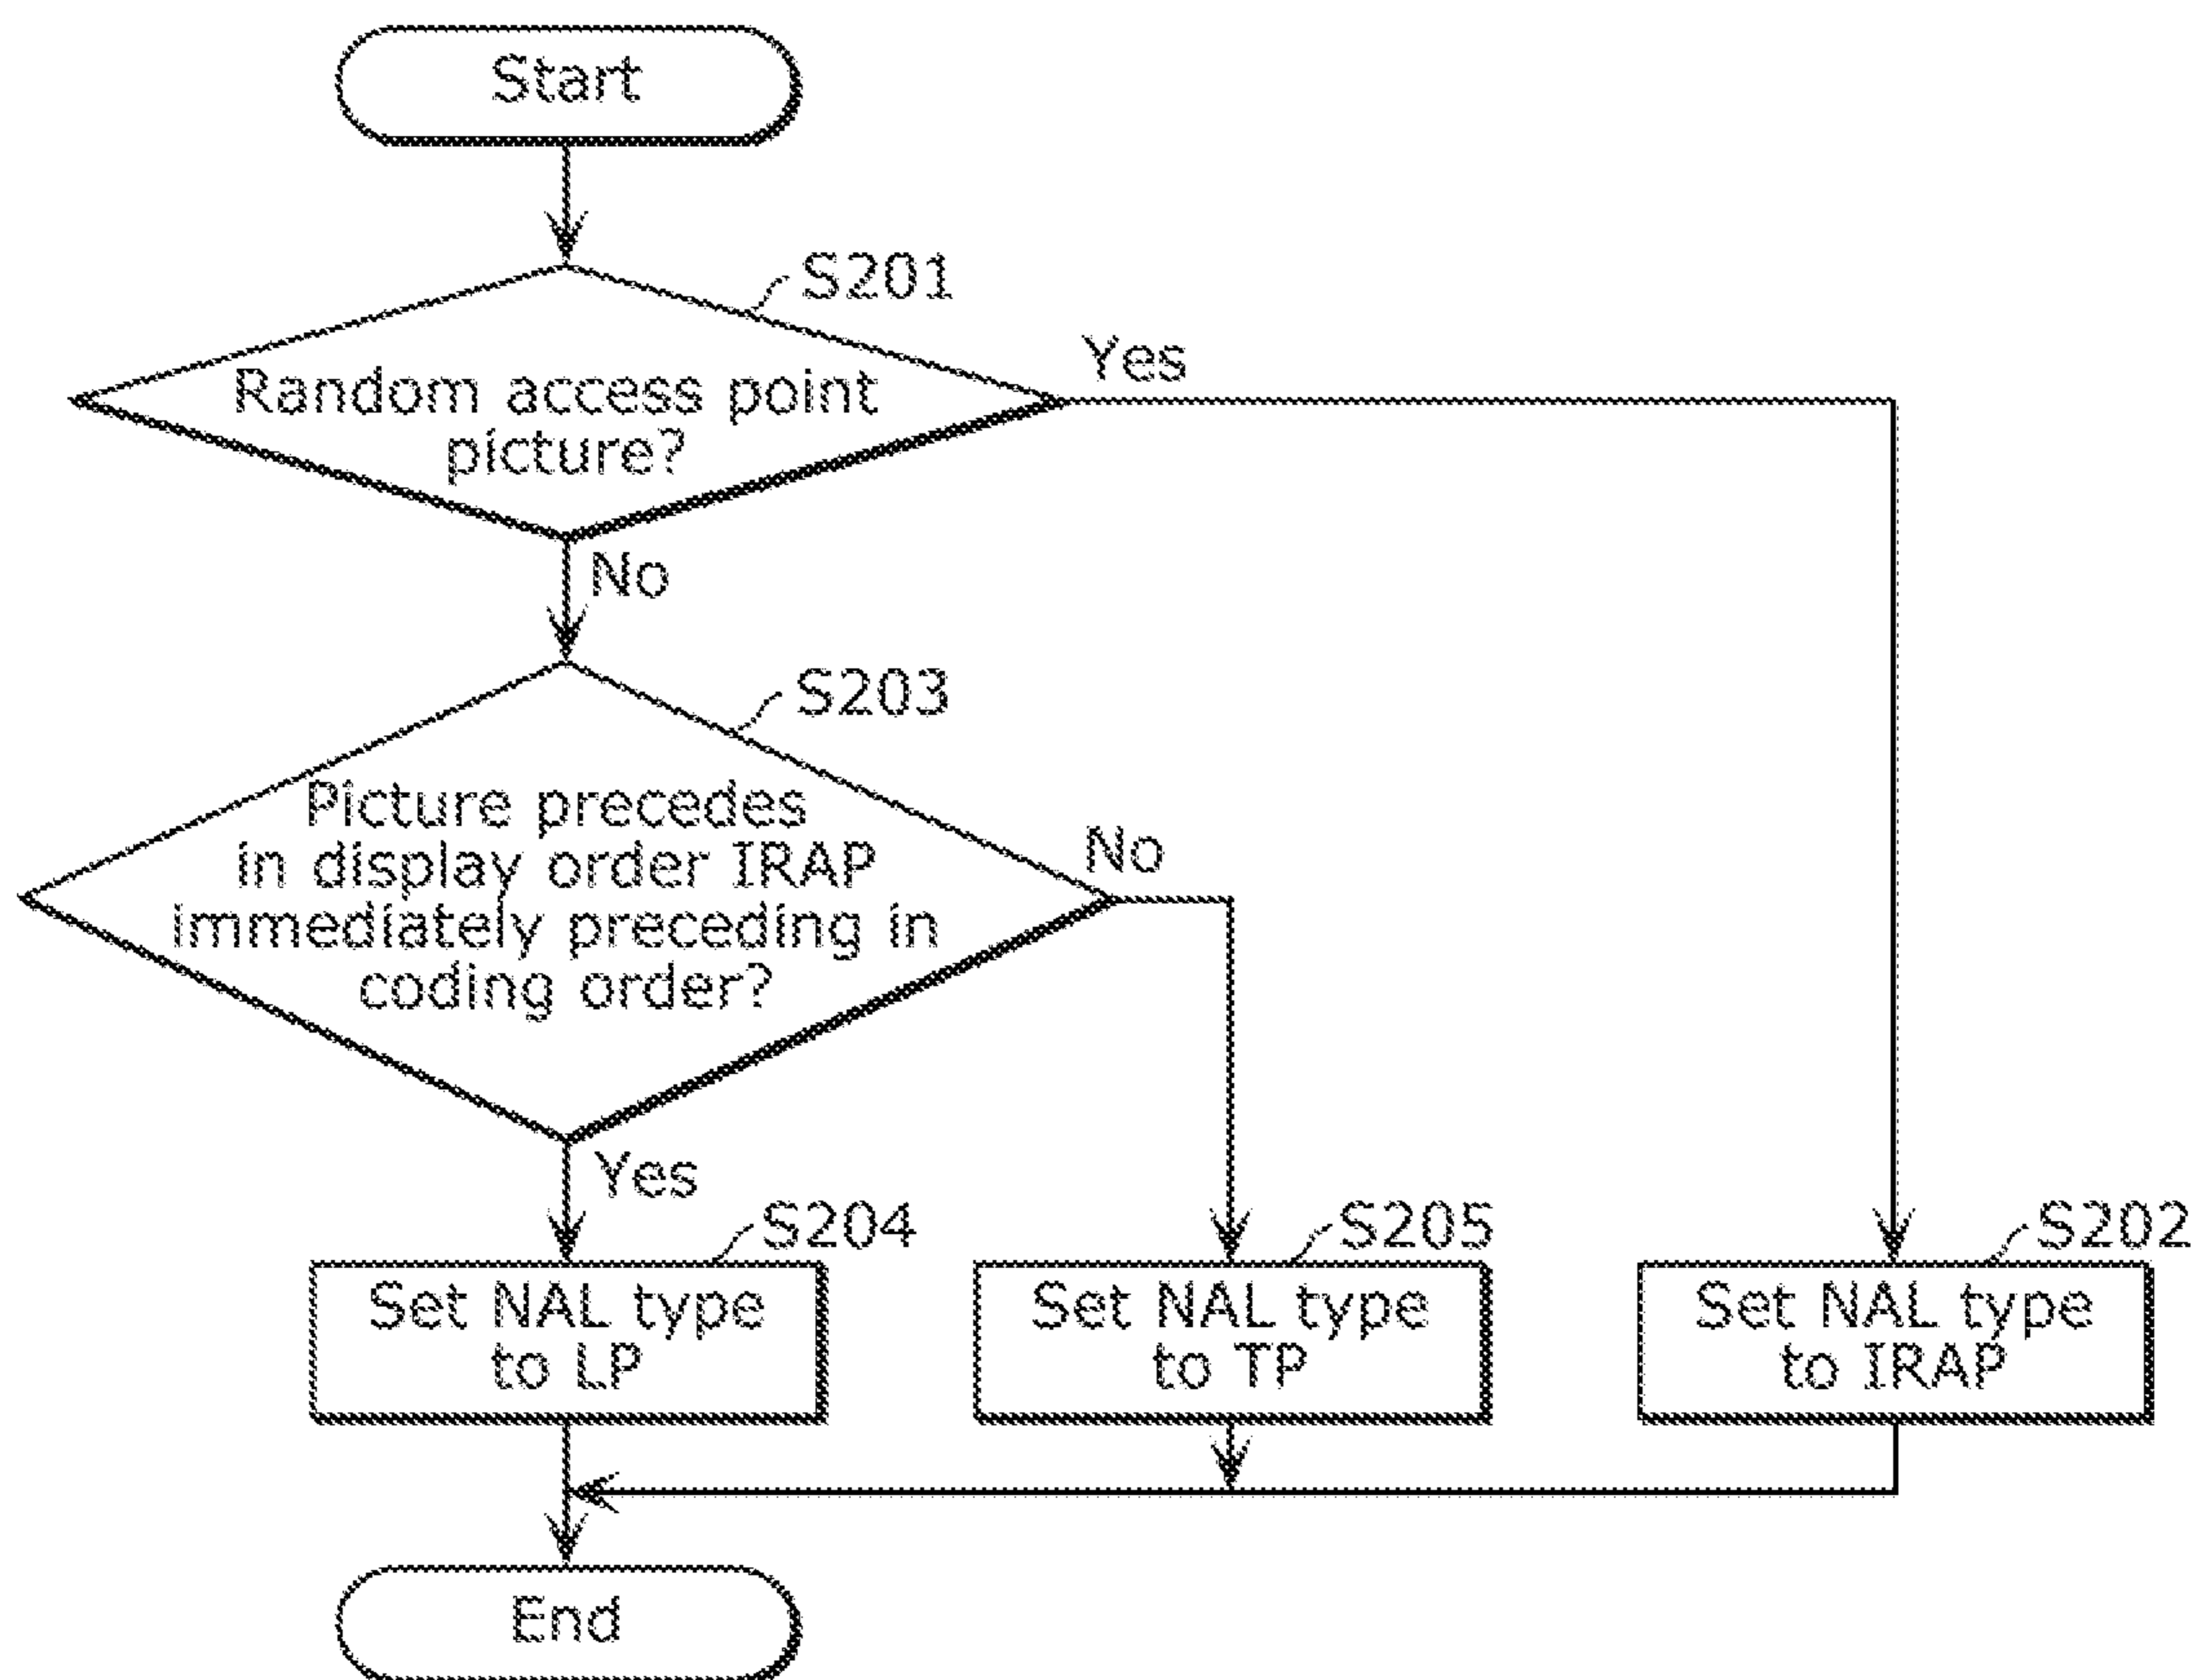 Start
S201
Yes
Random access point
picture?
No
S203
Picture precedes
in display order IRAP
immediately preceding in
coding order?
No
Yes
S204
S205
S202
Set NAL type
to LP
Set NAL type
to TP
Set NAL type
to IRAP
End